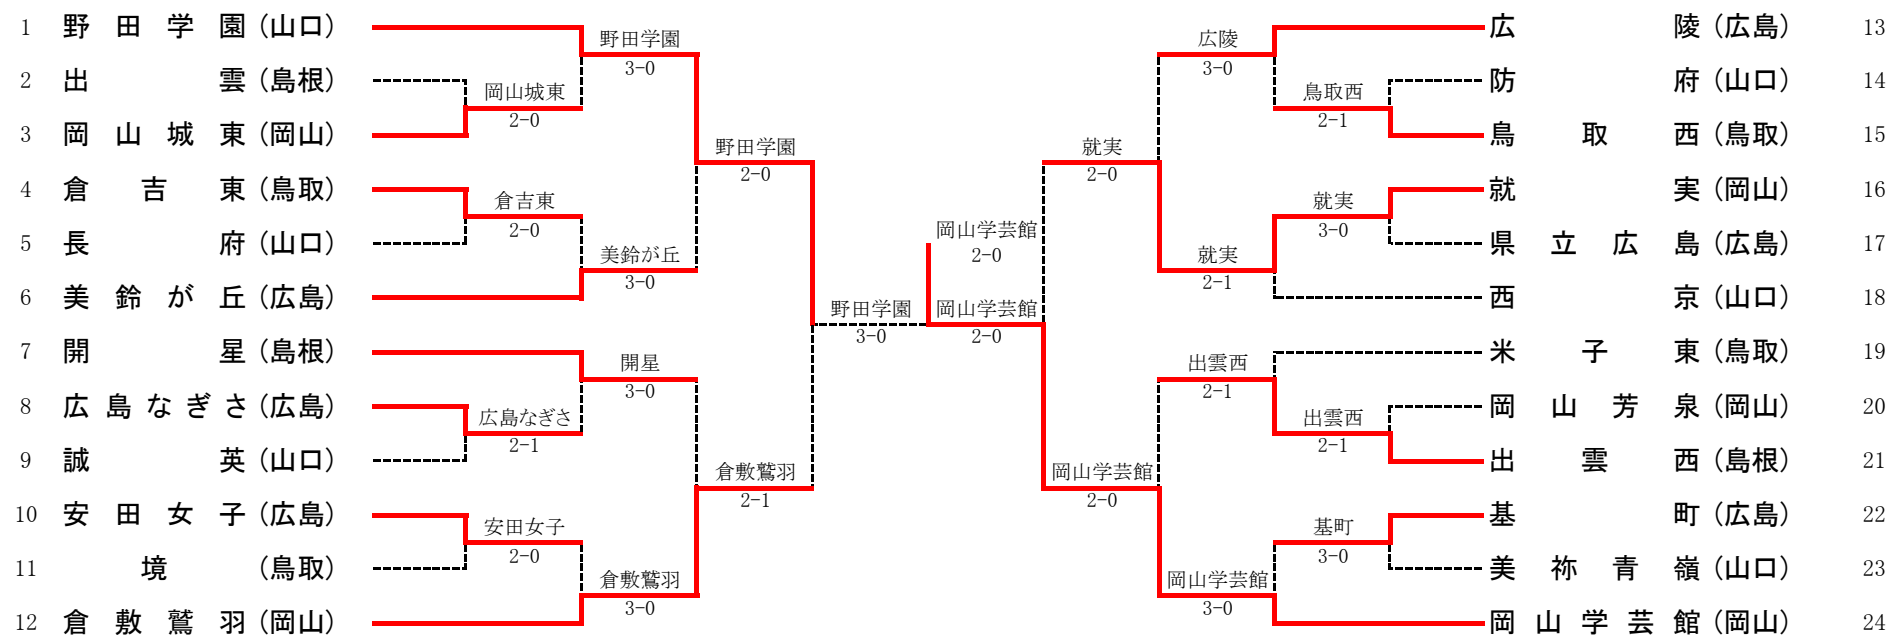 1 野田学園 (山口)
2 出雲 (島根)
3 岡山城東 (岡山)
4 倉吉東 (鳥取)
5 長府 (山口)
6 美鈴が丘 (広島)
7 開星 (島根)
8 広島なぎさ (広島)
9 誠英 (山口)
10 安田女子 (広島)
11 境 (鳥取)
12 倉敷鷲羽 (岡山)
岡山城東
2-0
倉吉東
2-0
広島なぎさ
2-1
安田女子
2-0
野田学園
3-0
美鈴が丘
3-0
開星
3-0
倉敷鷲羽
3-0
野田学園
2-0
倉敷鷲羽
2-1
野田学園
3-0
岡山学芸館
2-0
岡山学芸館
2-0
就実
2-0
岡山学芸館
2-0
広陵
3-0
就実
2-1
出雲西
2-1
岡山学芸館
3-0
鳥取西
2-1
就実
3-0
出雲西
2-1
基町
3-0
広陵 (広島) 13
防府 (山口) 14
鳥取西 (鳥取) 15
就実 (岡山) 16
県立広島 (広島) 17
西京 (山口) 18
米子東 (鳥取) 19
岡山芳泉 (岡山) 20
出雲西 (島根) 21
基町 (広島) 22
美祢青嶺 (山口) 23
岡山学芸館 (岡山) 24